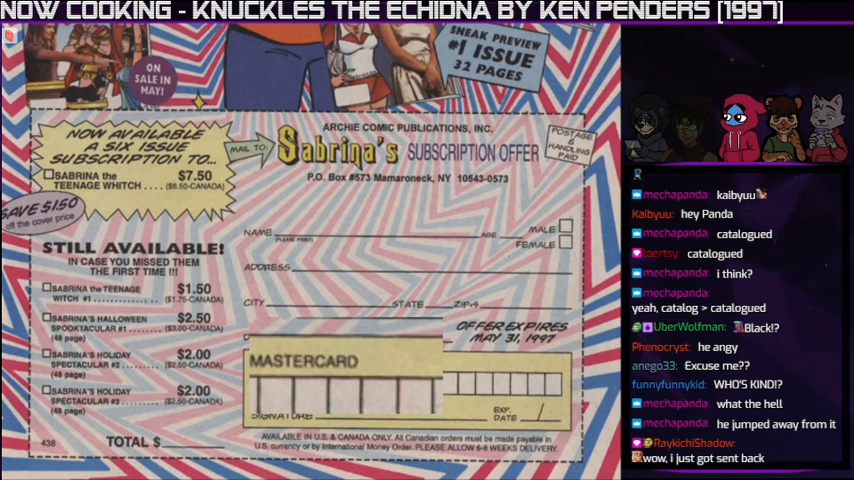 NOW COOKING - KNUCKLES THE ECHIDNA BY KEN PENDERS [1997]
ON
SALE IN
MAY!
SNEAK PREVIEW
#1 ISSUE
32 PAGES
NOW AVAILABLE
A SIX ISSUE
SUBSCRIPTION TO...
SABRINA the $7.50
TEENAGE WHITCH .... ($8.50-CANADA)
SAVE $1.50
off the cover price
MAIL TO:
ARCHIE COMIC PUBLICATIONS, INC.
Sabrina's SUBSCRIPTION OFFER
P.O. Box #573 Mamaroneck, NY 10543-0573
POSTAGE
&
HANDLING
PAID
STILL AVAILABLE!
IN CASE YOU MISSED THEM
THE FIRST TIME !!!
SABRINA the TEENAGE $1.50
WITCH #1 ............... ($1.75-CANADA)
SABRINA'S HALLOWEEN $2.50
SPOOKTACULAR #1 ...... ($3.00-CANADA)
(48 page)
SABRINA'S HOLIDAY $2.00
SPECTACULAR #2 ....... ($2.50-CANADA)
(48 page)
SABRINA'S HOLIDAY $2.00
SPECTACULAR #3 ....... ($2.50-CANADA)
(48 page)
438 TOTAL $
NAME AGE MALE
(PLEASE PRINT) FEMALE
ADDRESS
CITY STATE ZIP+4
OFFER EXPIRES
MAY 31, 1997
MASTERCARD
SIGNATURE EXP. DATE /
AVAILABLE IN U.S. & CANADA ONLY. All Canadian orders must be made payable in
U.S. currency or by International Money Order. PLEASE ALLOW 6-8 WEEKS DELIVERY.
mechapanda: kaibyuu
Kaibyuu: hey Panda
mechapanda: catalogued
loertsy: catalogued
mechapanda: i think?
mechapanda:
yeah, catalog > catalogued
UberWolfman: Black!?
Phenocryst: he angy
anego33: Excuse me??
funnyfunnykid: WHO'S KIND!?
mechapanda: what the hell
mechapanda: he jumped away from it
RaykichiShadow:
wow, i just got sent back